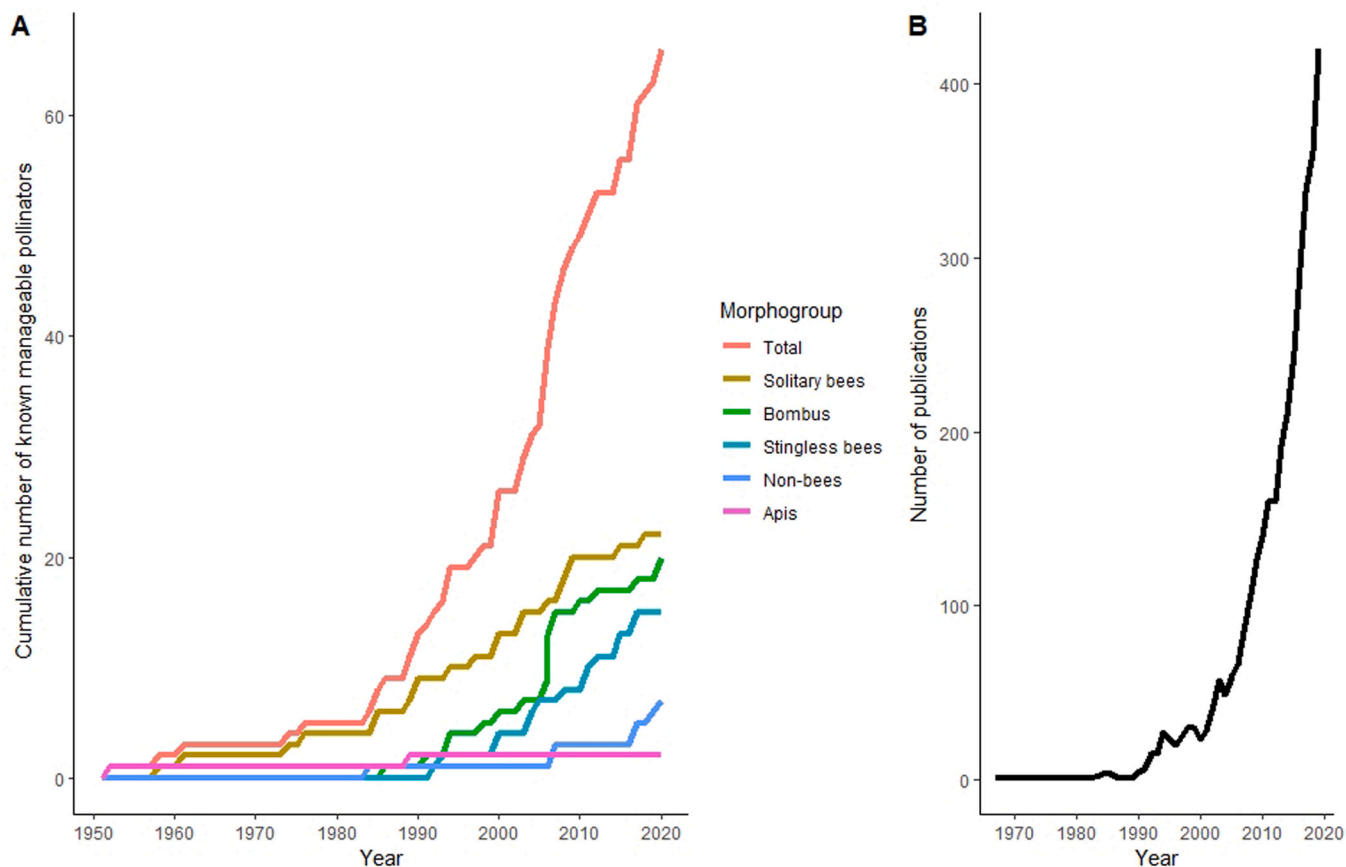 A
Cumulative number of known manageable pollinators
60
40
20
0
1950 1960 1970 1980 1990 2000 2010 2020
Year
Morphogroup
Total
Solitary bees
Bombus
Stingless bees
Non-bees
Apis
B
Number of publications
400
300
200
100
0
1970 1980 1990 2000 2010 2020
Year